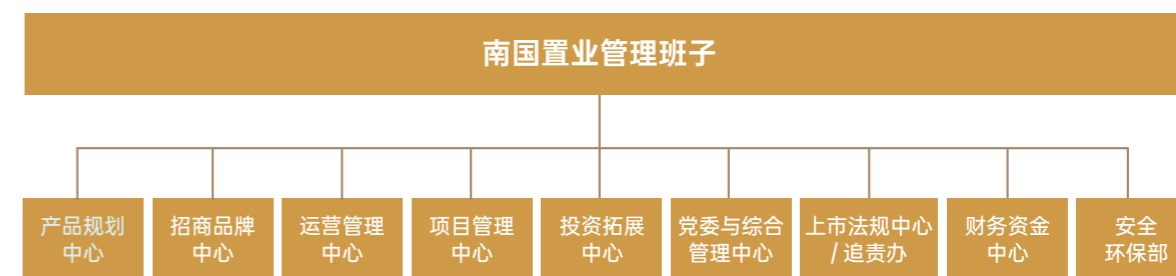 南国置业管理班子
产品规划
中心
招商品牌
中心
运营管理
中心
项目管理
中心
投资拓展
中心
党委与综合
管理中心
上市法规中心
/ 追责办
财务资金
中心
安全
环保部